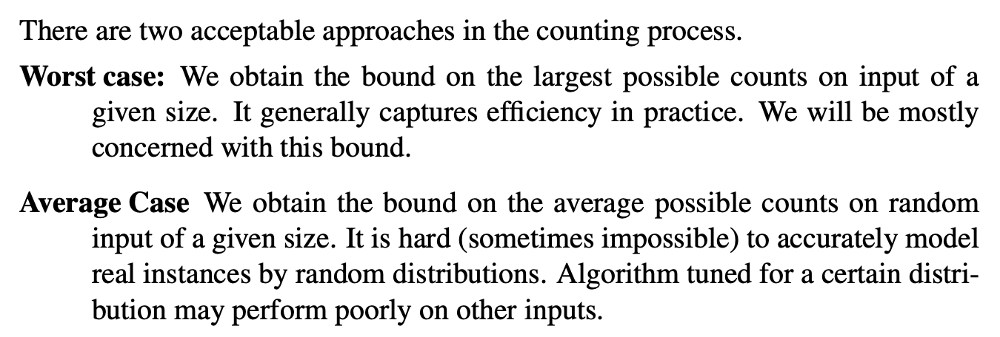 There are two acceptable approaches in the counting process.
Worst case: We obtain the bound on the largest possible counts on input of a
given size. It generally captures efficiency in practice. We will be mostly
concerned with this bound.
Average Case We obtain the bound on the average possible counts on random
input of a given size. It is hard (sometimes impossible) to accurately model
real instances by random distributions. Algorithm tuned for a certain distri-
bution may perform poorly on other inputs.